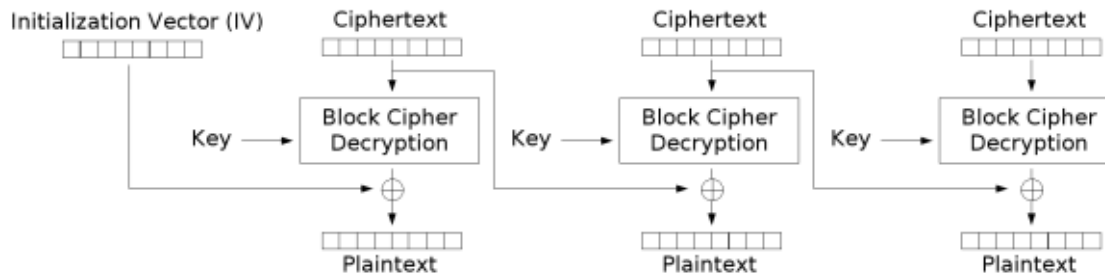 Initialization Vector (IV)
Ciphertext
Ciphertext
Ciphertext
Key
Block Cipher
Decryption
Key
Block Cipher
Decryption
Key
Block Cipher
Decryption
Plaintext
Plaintext
Plaintext